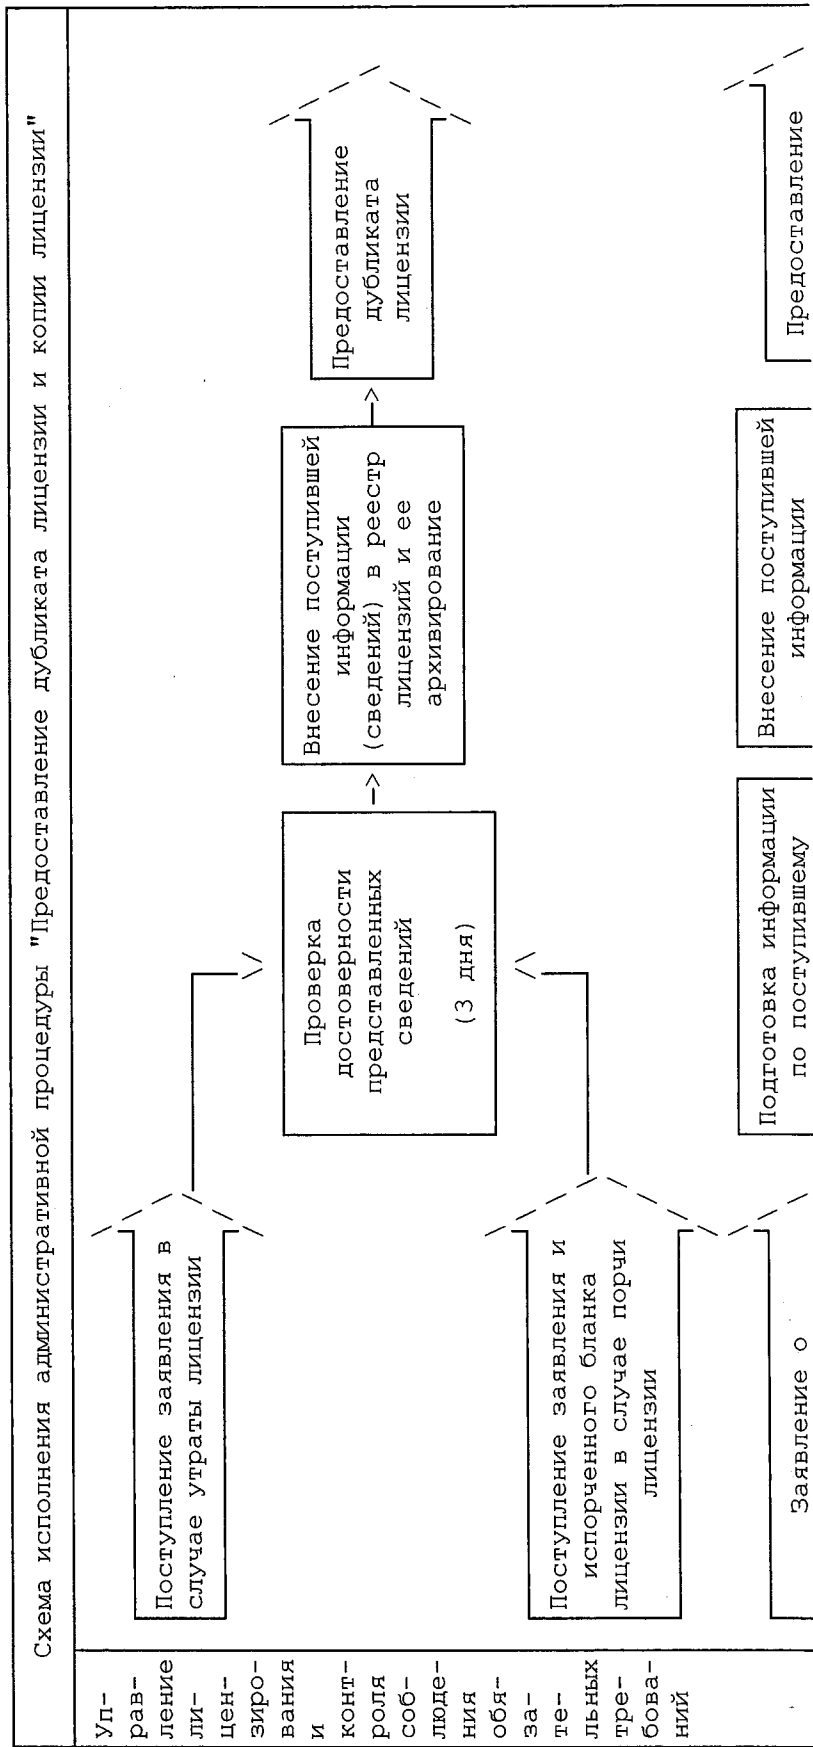 Схема исполнения административной процедуры "Предоставление дубликата лицензии и копии лицензии"
Уп-
рав-
ление
ли-
цен-
зиро-
вания
и
конт-
роля
соб-
люде-
ния
обя-
за-
те-
льных
тре-
бова-
ний
Поступление заявления в
случае утраты лицензии
Поступление заявления и
испорченного бланка
лицензии в случае порчи
лицензии
Проверка
достоверности
представленных
сведений
(3 дня)
Внесение поступившей
информации
(сведений) в реестр
лицензий и ее
архивирование
Предоставление
дубликата
лицензии
Заявление о
Подготовка информации
по поступившему
Внесение поступившей
информации
Предоставление